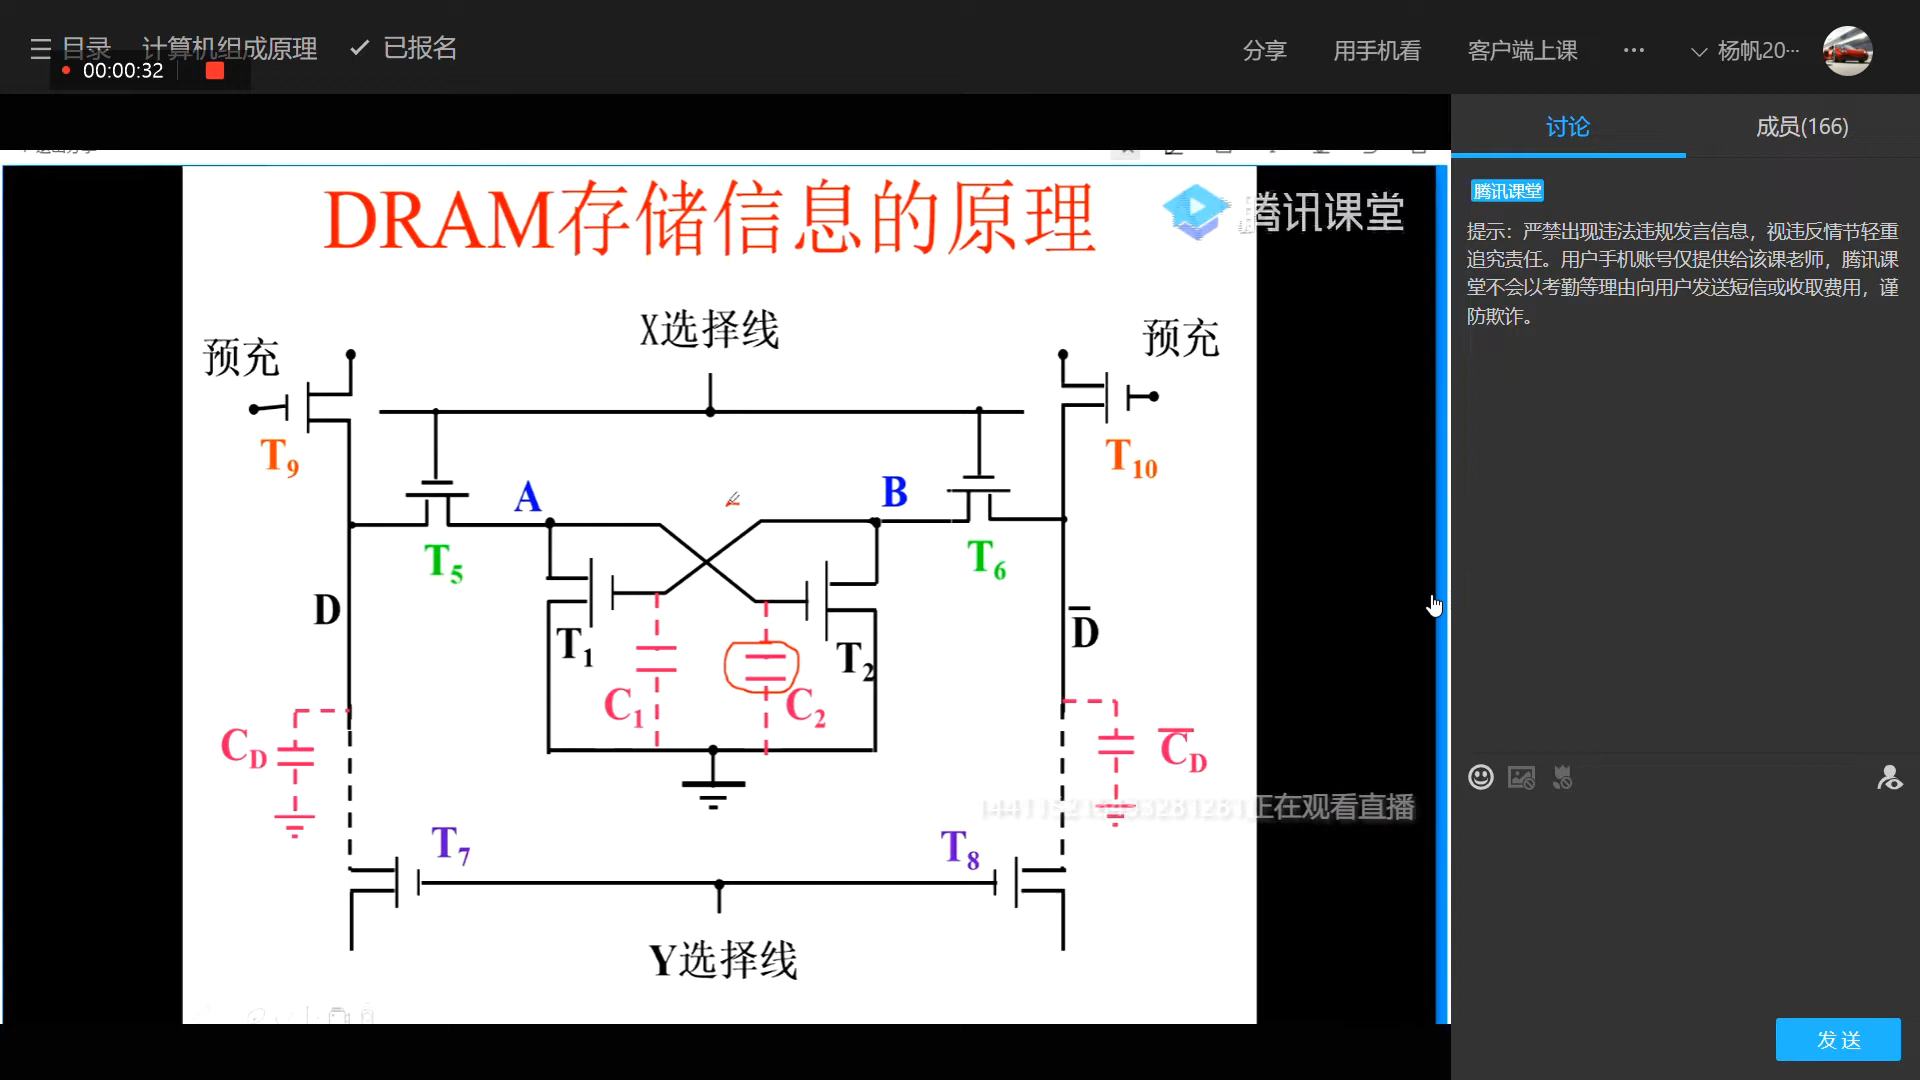 目录 计算机组成原理 已报名
00:00:32
分享 用手机看 客户端上课 ··· 杨帆20···
讨论 成员(166)
腾讯课堂
提示：严禁出现违法违规发言信息，视违反情节轻重
追究责任。用户手机账号仅提供给该课老师，腾讯课
堂不会以考勤等理由向用户发送短信或收取费用，谨
防欺诈。
DRAM存储信息的原理
腾讯课堂
X选择线
预充
预充
T9
T10
A
B
T5
T6
D
D̅
T1
T2
C1
C2
CD
C̅D
正在观看直播
T7
T8
Y选择线
发送